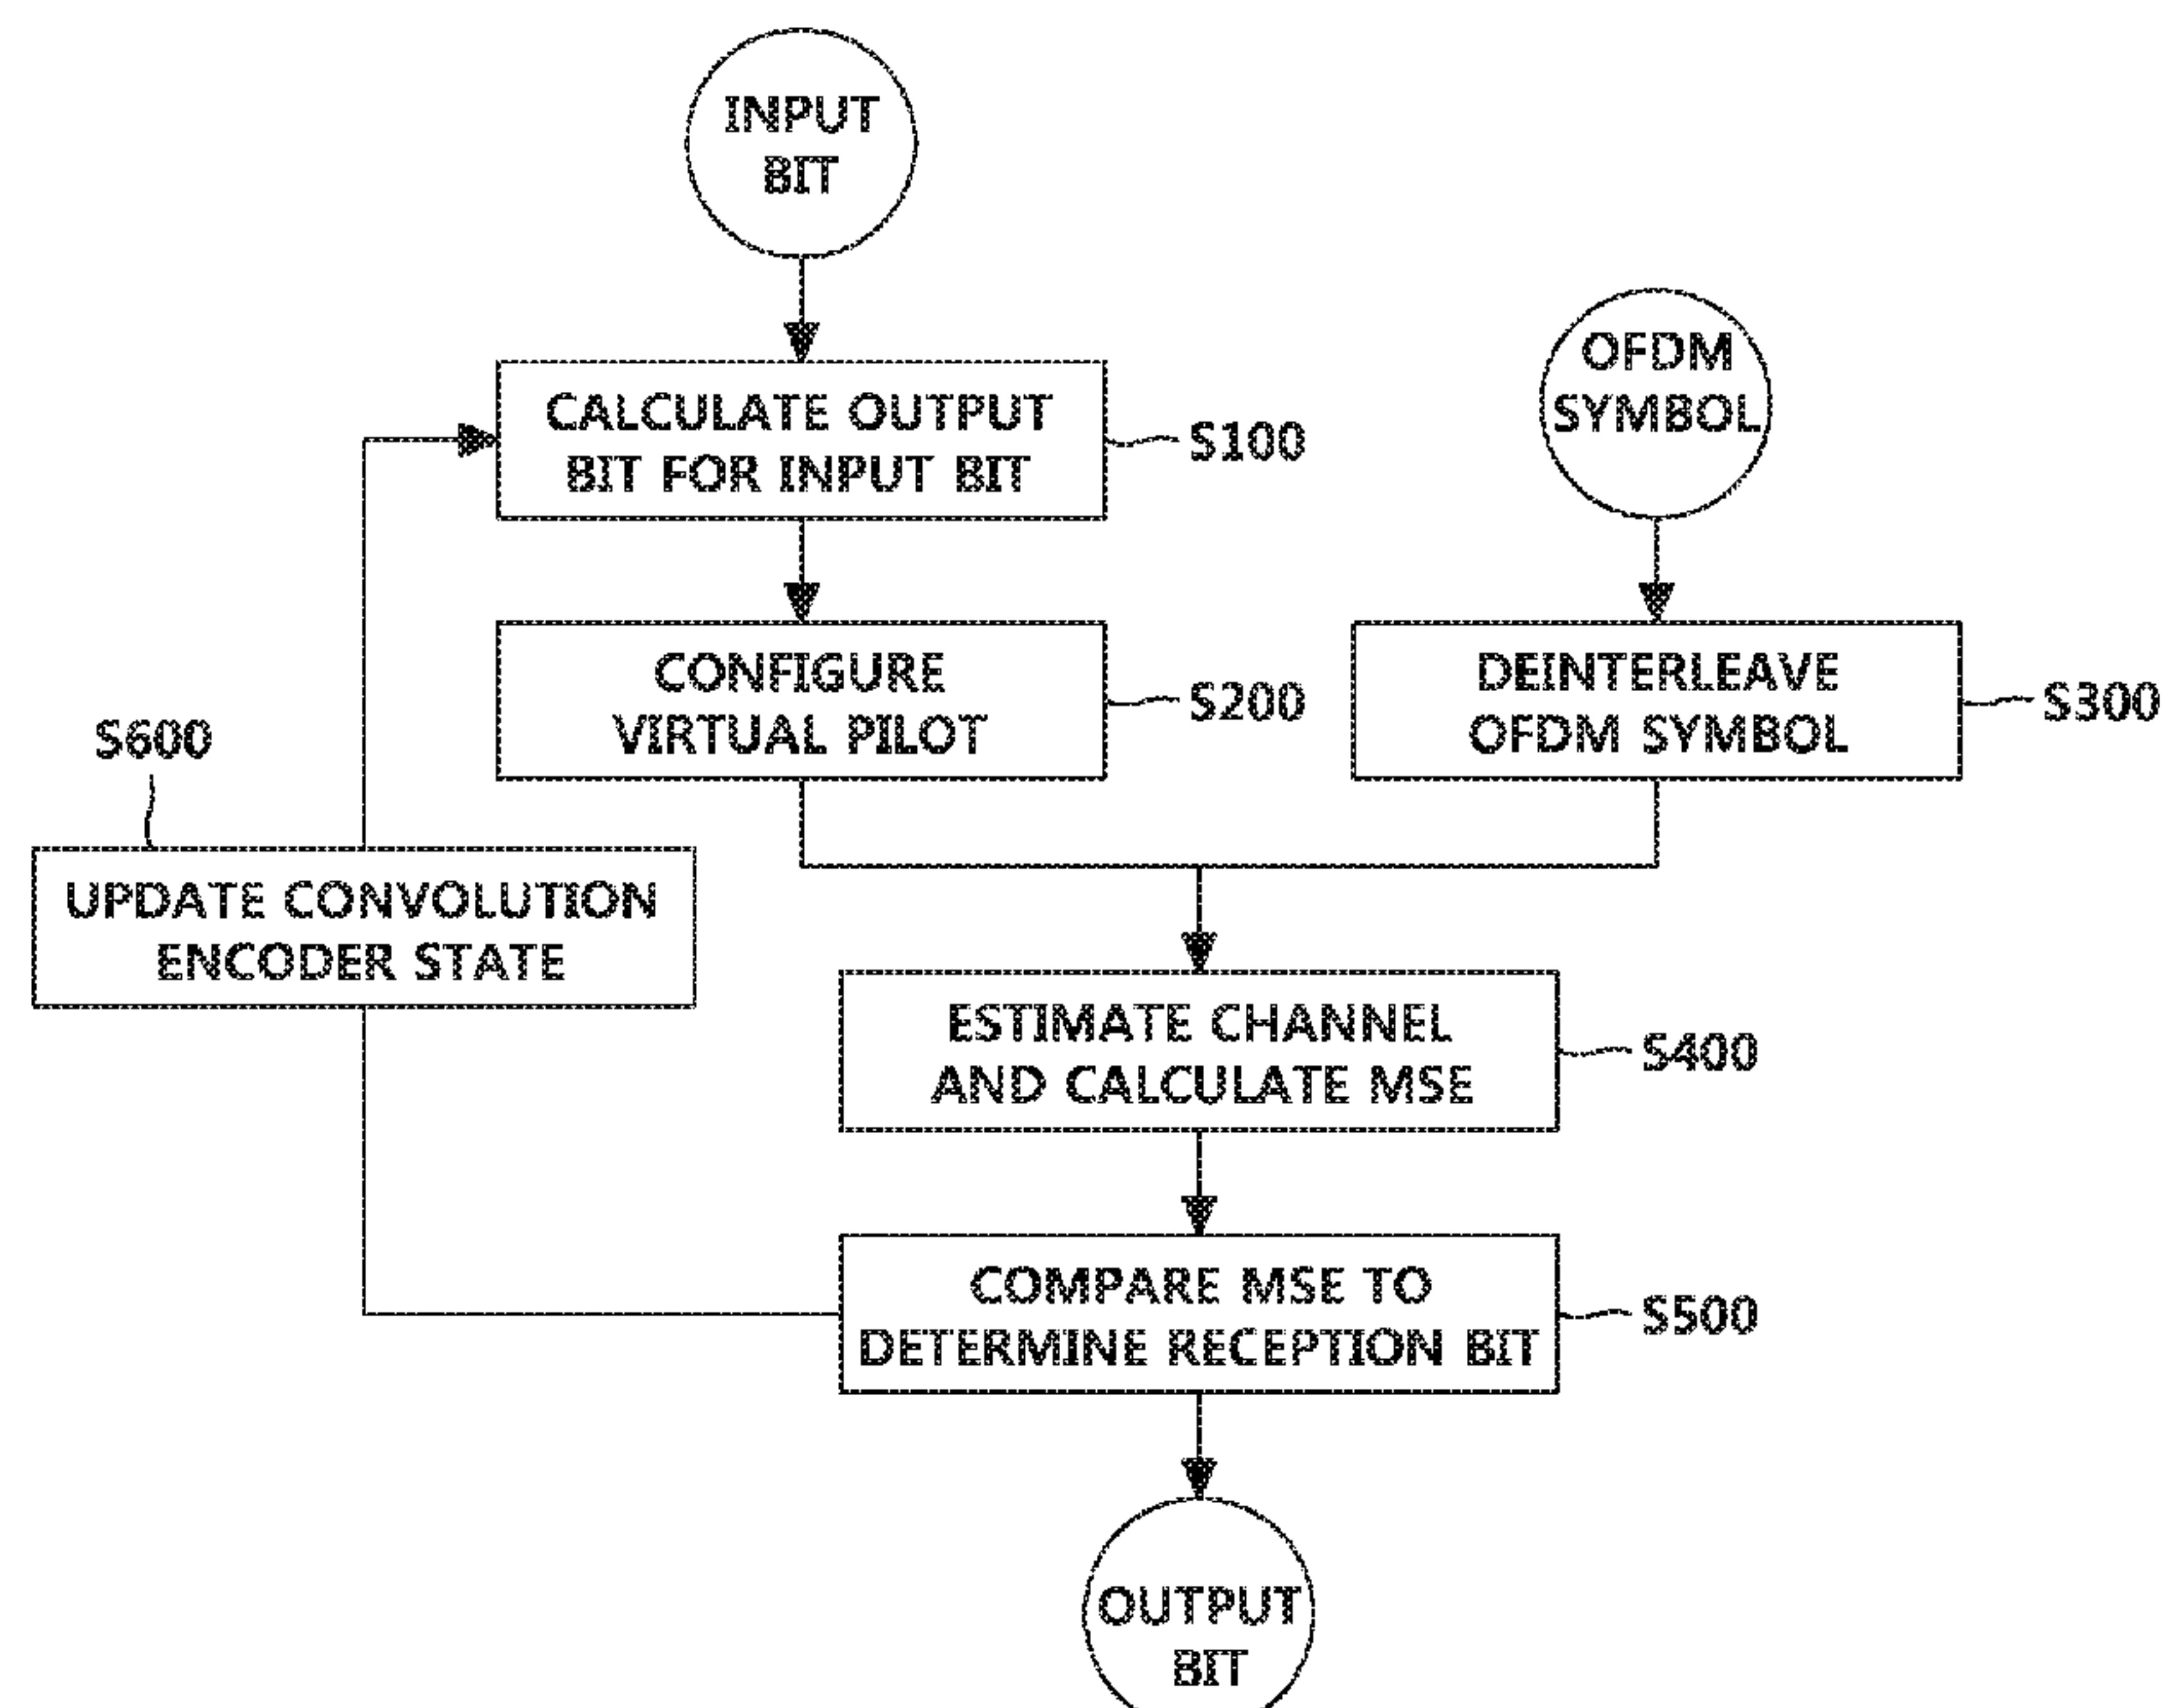 INPUT
BIT
OFDM
SYMBOL
CALCULATE OUTPUT
BIT FOR INPUT BIT
S100
CONFIGURE
VIRTUAL PILOT
S200
DEINTERLEAVE
OFDM SYMBOL
S300
S600
UPDATE CONVOLUTION
ENCODER STATE
ESTIMATE CHANNEL
AND CALCULATE MSE
S400
COMPARE MSE TO
DETERMINE RECEPTION BIT
S500
OUTPUT
BIT